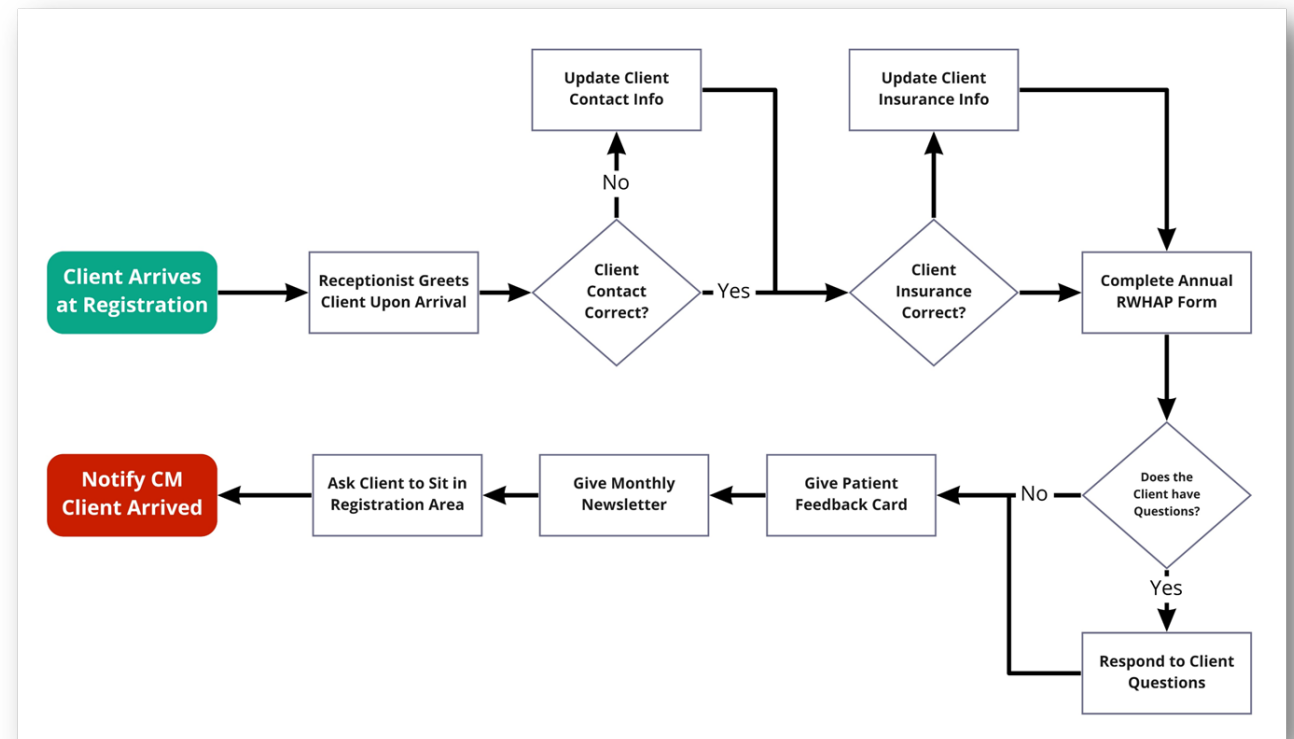 Update Client
Contact Info
Update Client
Insurance Info
No
Client Arrives
at Registration
Receptionist Greets
Client Upon Arrival
Client
Contact
Correct?
Yes
Client
Insurance
Correct?
Complete Annual
RWHAP Form
Notify CM
Client Arrived
Ask Client to Sit in
Registration Area
Give Monthly
Newsletter
Give Patient
Feedback Card
No
Does the
Client have
Questions?
Yes
Respond to Client
Questions